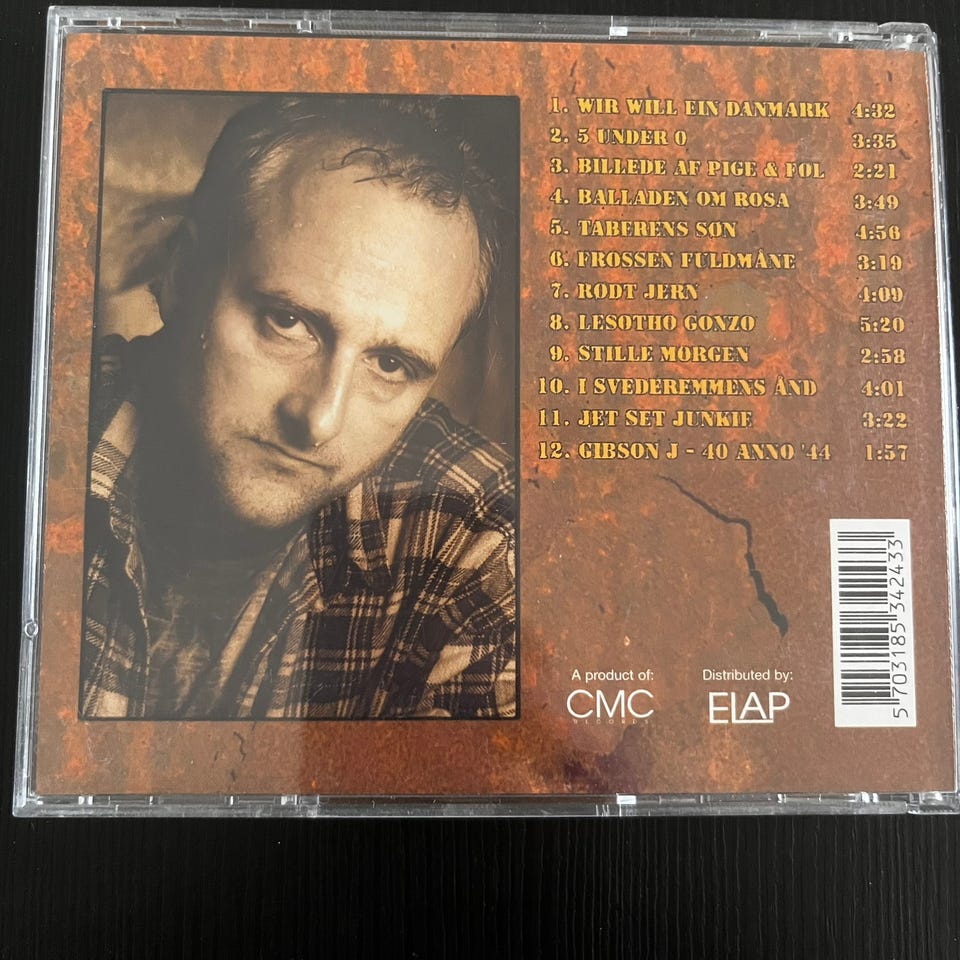 1. WIR WILL EIN DANMARK 4:32
2. 5 UNDER 0 3:35
3. BILLEDE AF PIGE & FØL 2:21
4. BALLADEN OM ROSA 3:49
5. TABERENS SØN 4:56
6. FROSSEN FULDMÅNE 3:19
7. RØDT JERN 4:09
8. LESOTHO GONZO 5:20
9. STILLE MORGEN 2:58
10. I SVEDEREMMENS ÅND 4:01
11. JET SET JUNKIE 3:22
12. GIBSON J - 40 ANNO '44 1:57
A product of:
CMC
RECORDS
Distributed by:
ELAP
5 703185 342433